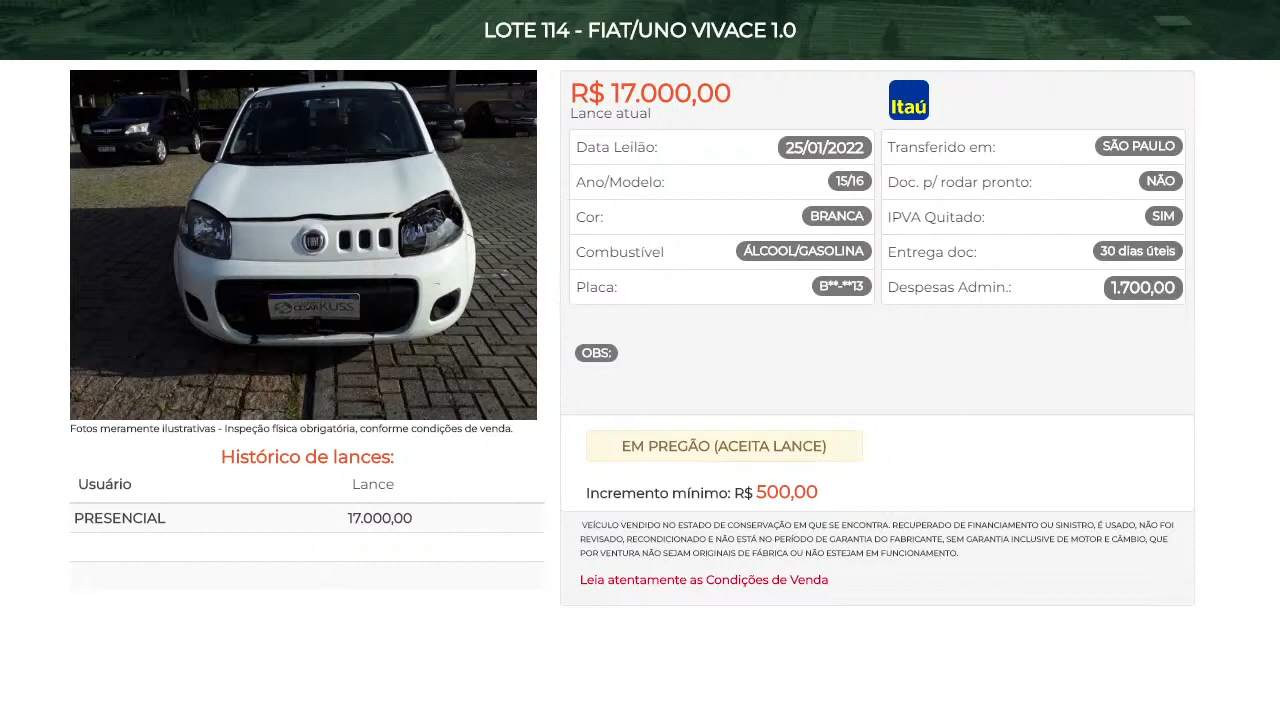 LOTE 114 - FIAT/UNO VIVACE 1.0
FIAT
CESAR KUSS
Fotos meramente ilustrativas - Inspeção física obrigatória, conforme condições de venda.
Histórico de lances:
Usuário Lance
PRESENCIAL 17.000,00
R$ 17.000,00
Lance atual
Itaú
Data Leilão: 25/01/2022
Ano/Modelo: 15/16
Cor: BRANCA
Combustível ÁLCOOL/GASOLINA
Placa: B**-**13
Transferido em: SÃO PAULO
Doc. p/ rodar pronto: NÃO
IPVA Quitado: SIM
Entrega doc: 30 dias úteis
Despesas Admin.: 1.700,00
OBS:
EM PREGÃO (ACEITA LANCE)
Incremento mínimo: R$ 500,00
VEÍCULO VENDIDO NO ESTADO DE CONSERVAÇÃO EM QUE SE ENCONTRA. RECUPERADO DE FINANCIAMENTO OU SINISTRO, É USADO, NÃO FOI
REVISADO, RECONDICIONADO E NÃO ESTÁ NO PERÍODO DE GARANTIA DO FABRICANTE, SEM GARANTIA INCLUSIVE DE MOTOR E CÂMBIO, QUE
POR VENTURA NÃO SEJAM ORIGINAIS DE FÁBRICA OU NÃO ESTEJAM EM FUNCIONAMENTO.
Leia atentamente as Condições de Venda